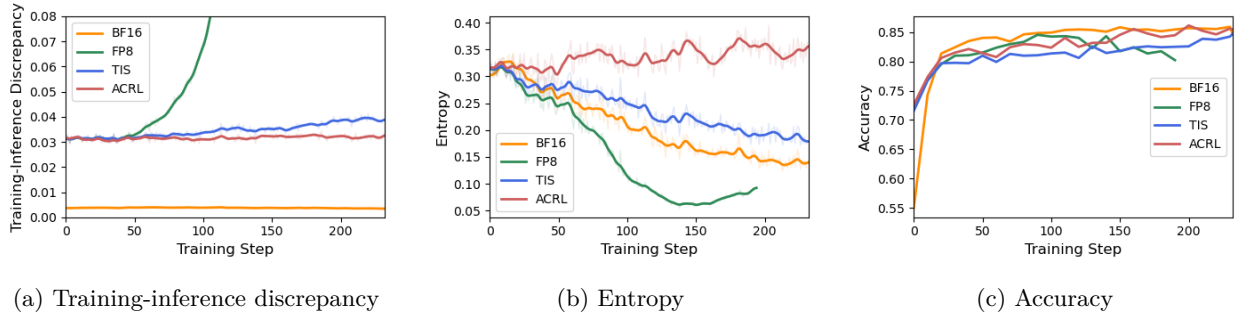 0.08
0.07
0.06
0.05
0.04
0.03
0.02
0.01
0.00
Training-Inference Discrepancy
BF16
FP8
TIS
ACRL
0 50 100 150 200
Training Step
(a) Training-inference discrepancy
0.40
0.35
0.30
0.25
0.20
0.15
0.10
0.05
Entropy
BF16
FP8
TIS
ACRL
0 50 100 150 200
Training Step
(b) Entropy
0.85
0.80
0.75
0.70
0.65
0.60
0.55
Accuracy
BF16
FP8
TIS
ACRL
0 50 100 150 200
Training Step
(c) Accuracy